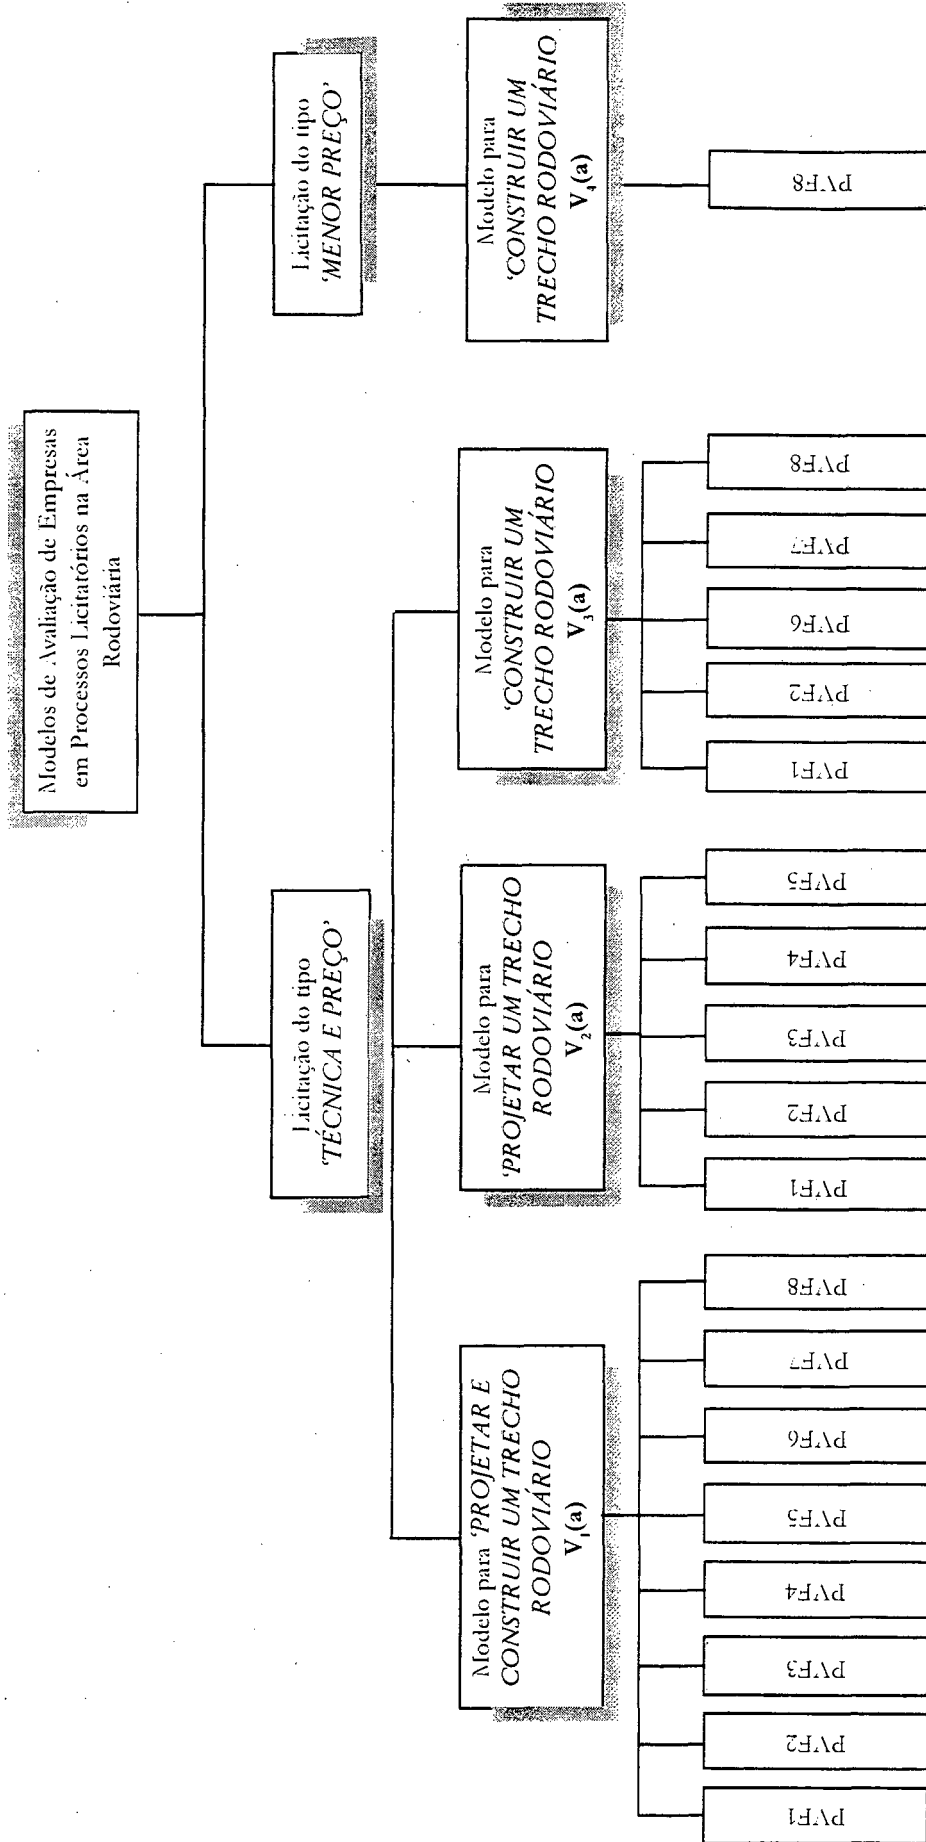 Modelos de Avaliação de Empresas
em Processos Licitatórios na Área
Rodoviária
Licitação do tipo
'TÉCNICA E PREÇO'
Licitação do tipo
'MENOR PREÇO'
Modelo para 'PROJETAR E
CONSTRUIR UM TRECHO
RODOVIÁRIO
V₁(a)
Modelo para
'PROJETAR UM TRECHO
RODOVIÁRIO
V₂(a)
Modelo para
'CONSTRUIR UM
TRECHO RODOVIÁRIO
V₃(a)
Modelo para
'CONSTRUIR UM
TRECHO RODOVIÁRIO
V₄(a)
PVF1
PVF2
PVF3
PVF4
PVF5
PVF6
PVF7
PVF8
PVF1
PVF2
PVF3
PVF4
PVF5
PVF1
PVF2
PVF6
PVF7
PVF8
PVF8